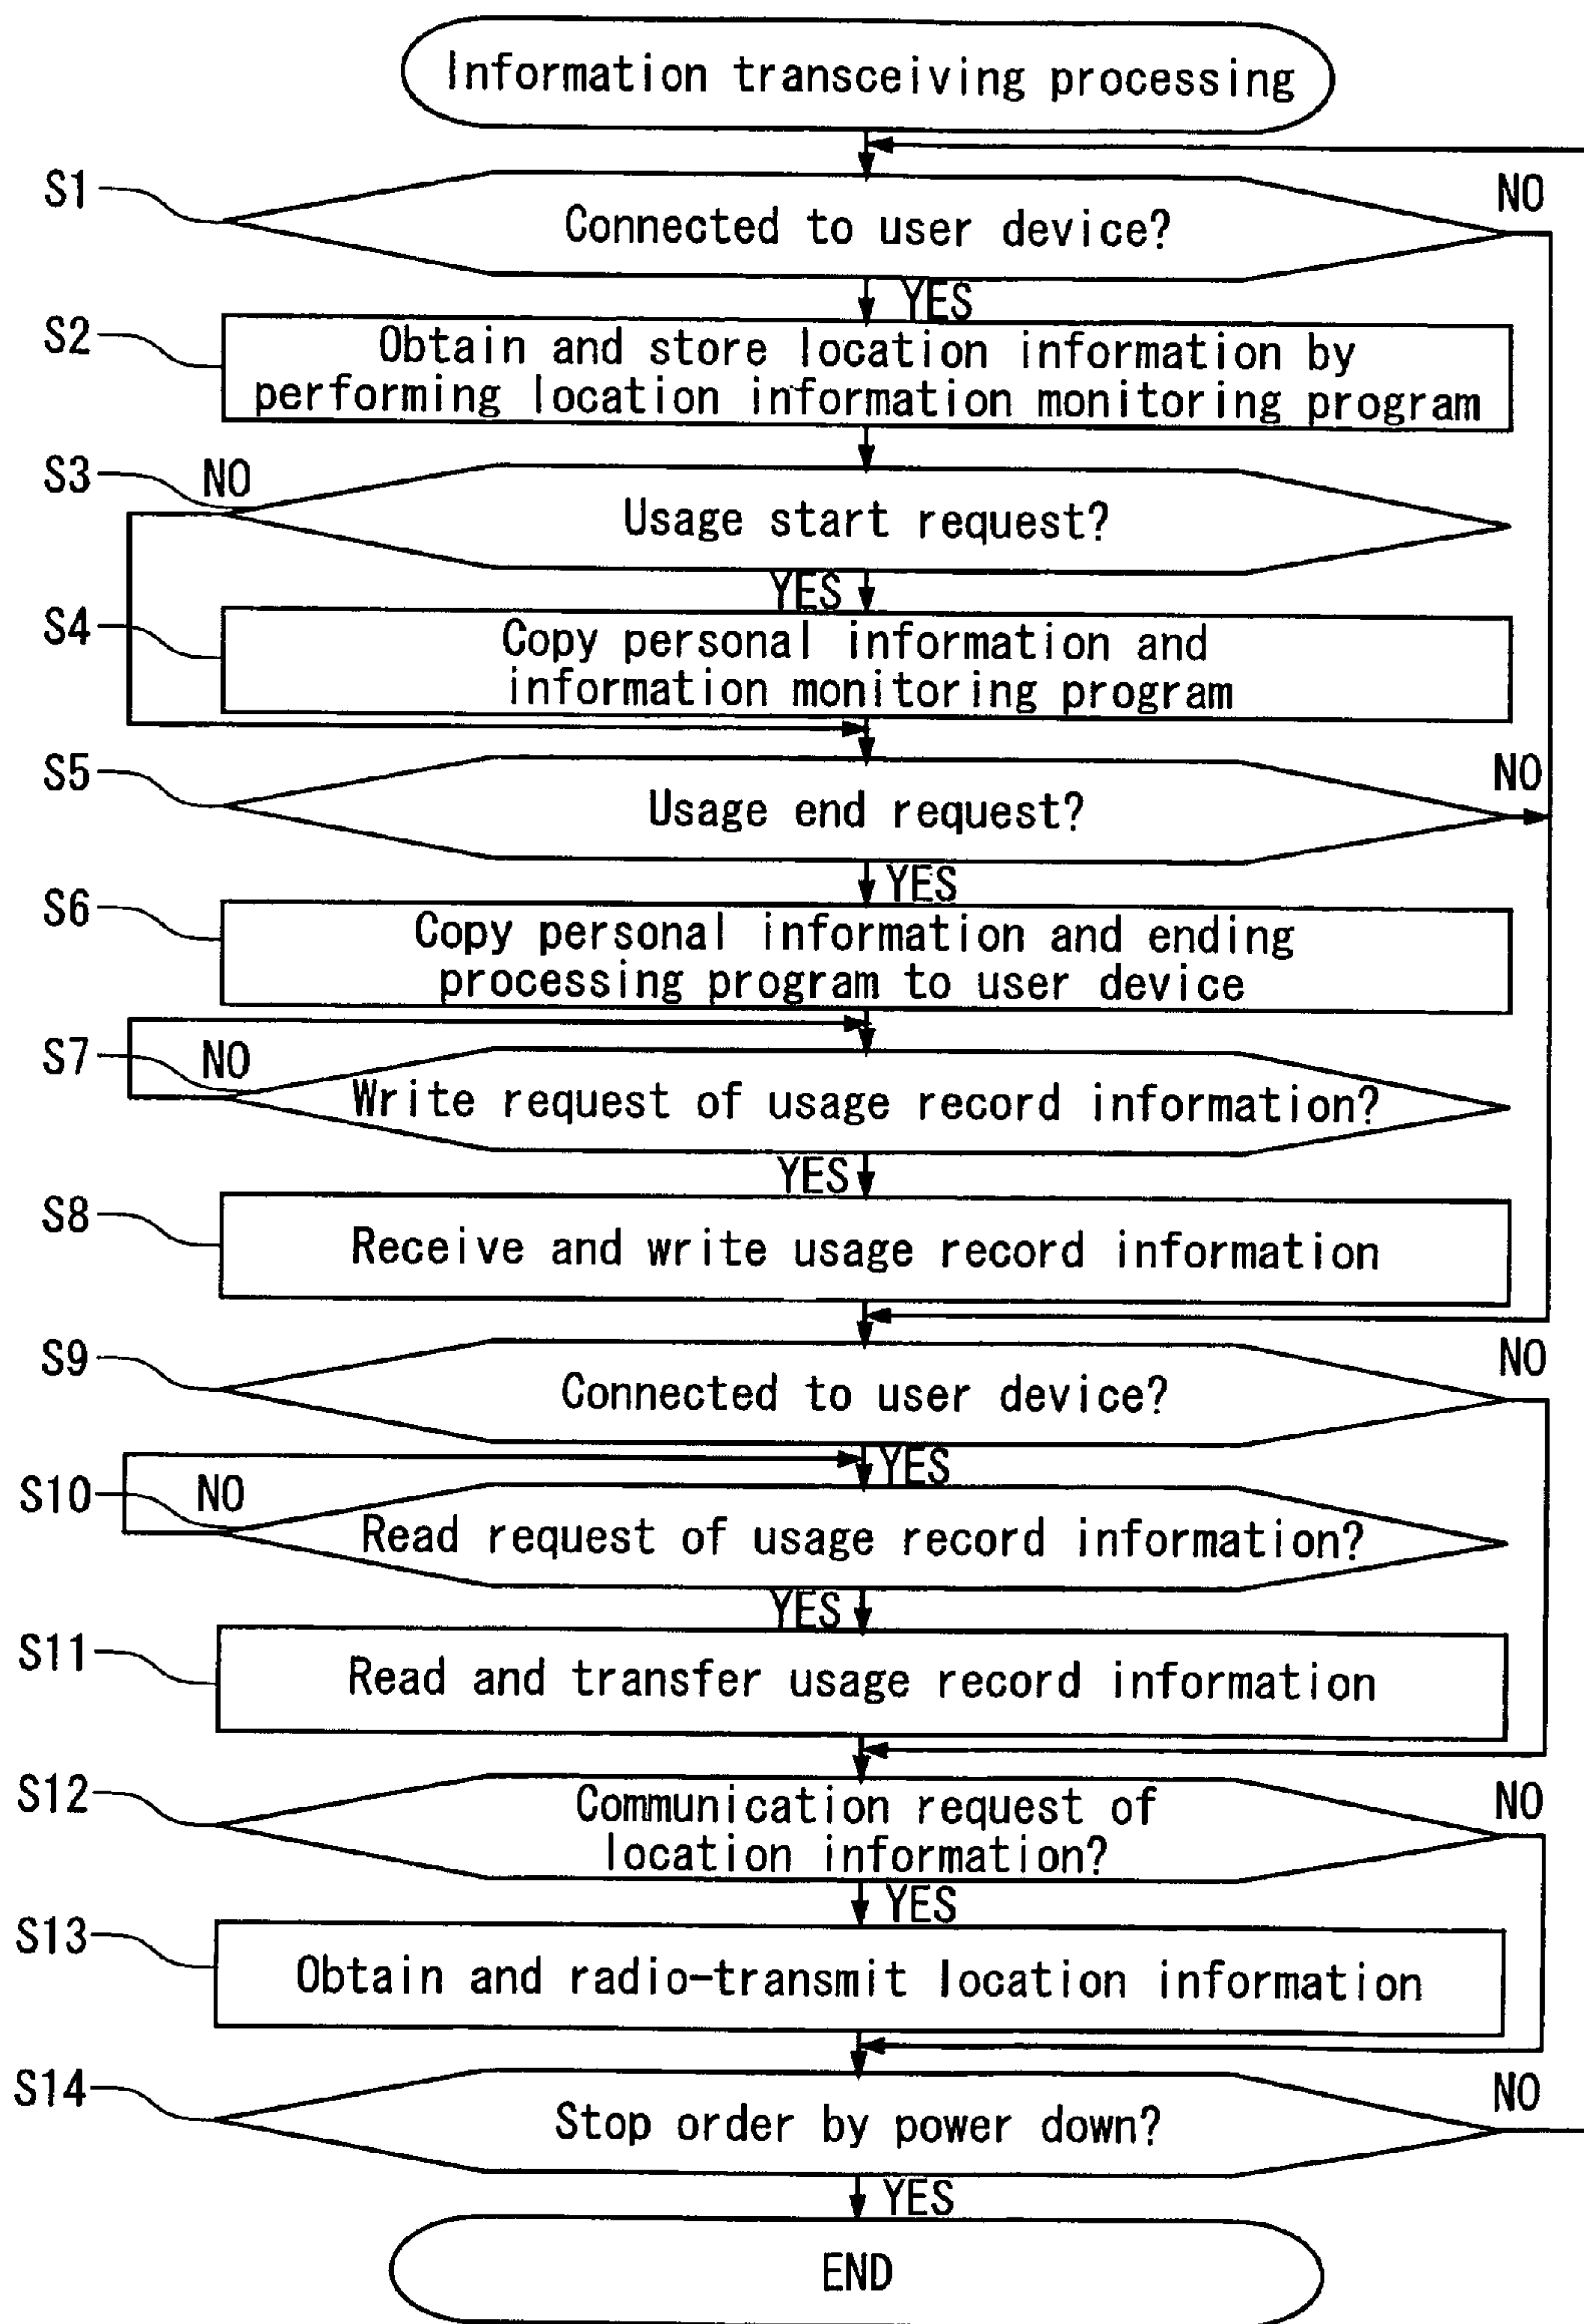 Information transceiving processing
S1
Connected to user device?
NO
YES
S2
Obtain and store location information by
performing location information monitoring program
S3
NO
Usage start request?
YES
S4
Copy personal information and
information monitoring program
S5
Usage end request?
NO
YES
S6
Copy personal information and ending
processing program to user device
S7
NO
Write request of usage record information?
YES
S8
Receive and write usage record information
S9
Connected to user device?
NO
YES
S10
NO
Read request of usage record information?
YES
S11
Read and transfer usage record information
S12
Communication request of
location information?
NO
YES
S13
Obtain and radio-transmit location information
S14
Stop order by power down?
NO
YES
END